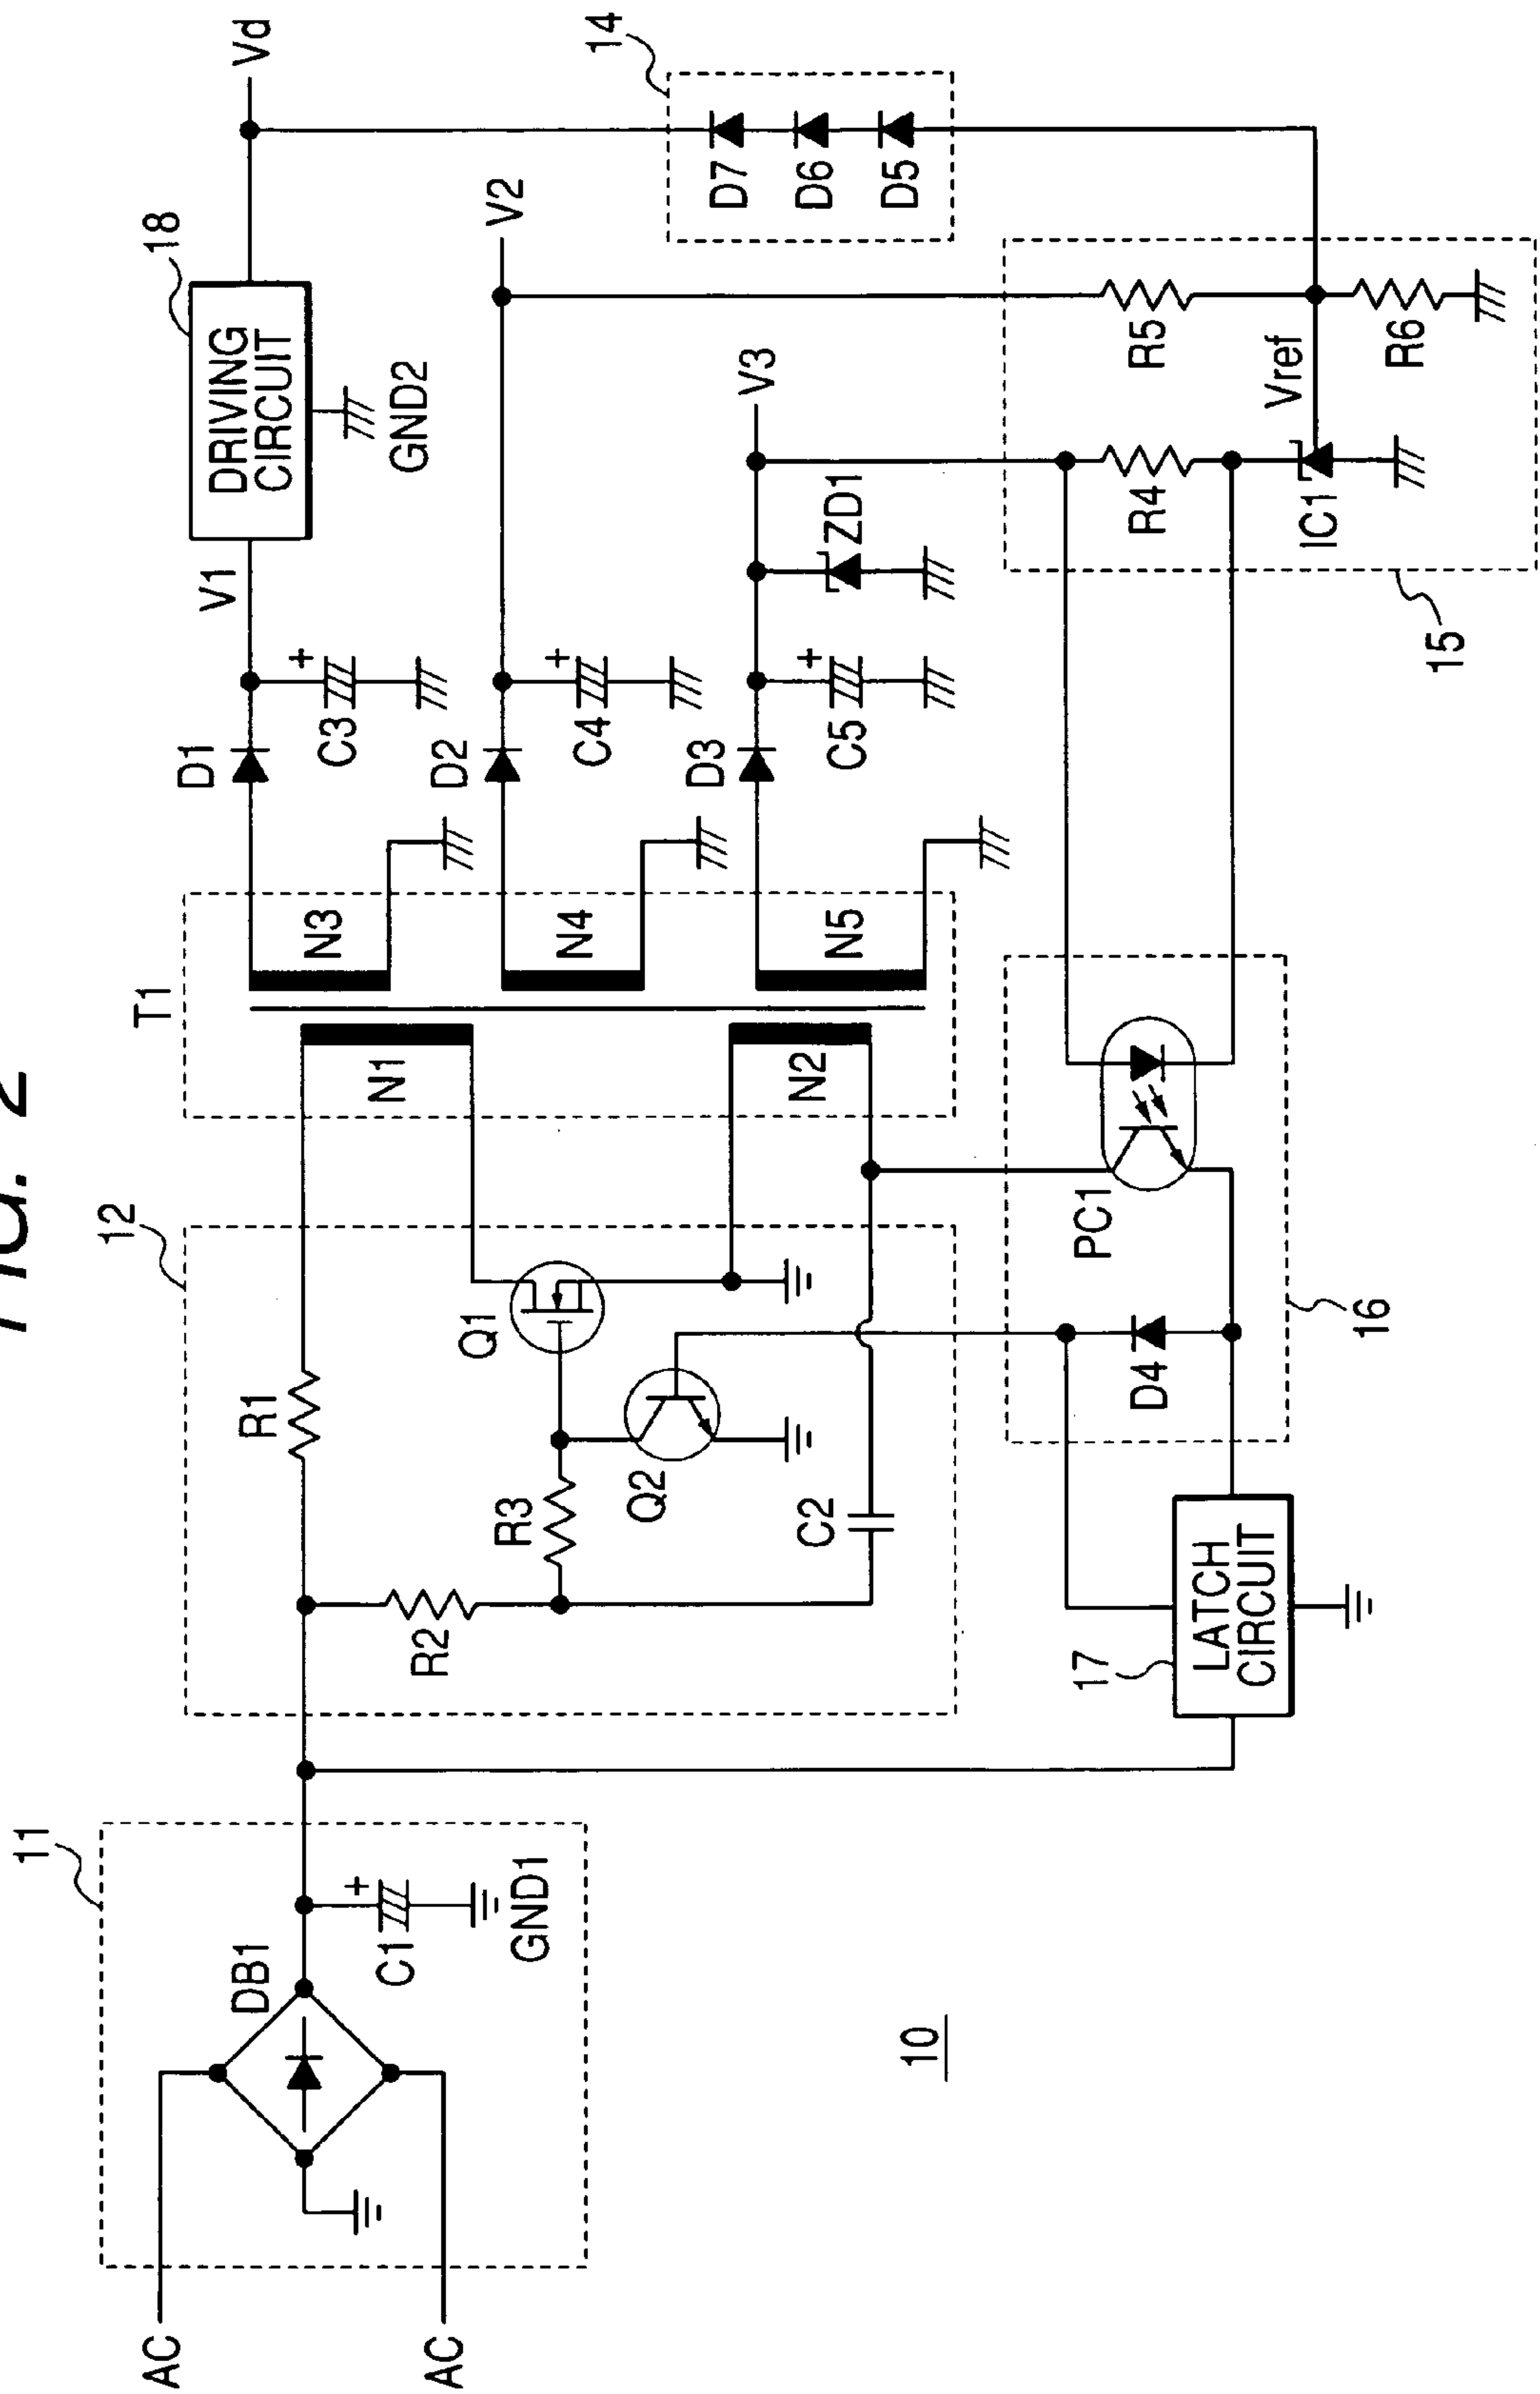 FIG. 2
10
11
AC
AC
DB1
C1
+
GND1
12
R1
R2
R3
Q1
Q2
C2
T1
N1
N2
N3
N4
N5
D1
C3
+
V1
18
DRIVING
CIRCUIT
GND2
Vd
D2
C4
+
V2
D3
C5
+
ZD1
V3
14
D7
D6
D5
R4
R5
Vref
R6
IC1
15
PC1
D4
16
17
LATCH
CIRCUIT